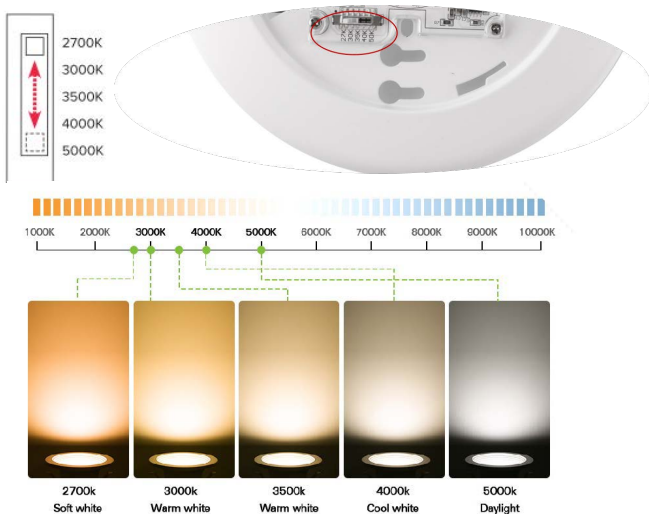 2700K
3000K
3500K
4000K
5000K
1000K 2000K 3000K 4000K 5000K 6000K 7000K 8000K 9000K 10000K
2700k 3000k 3500k 4000k 5000k
Soft white Warm white Warm white Cool white Daylight